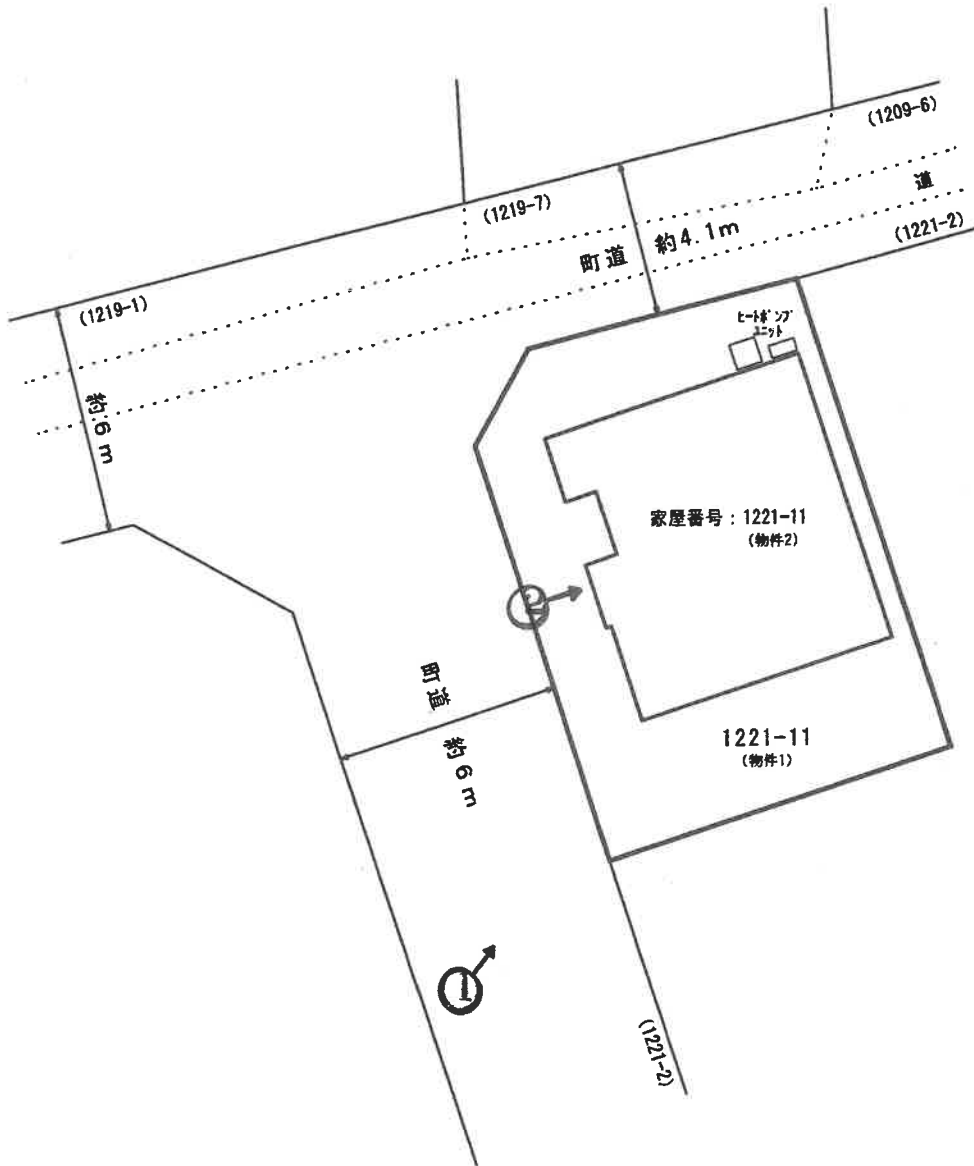 (1209-6)
(1219-7)
道
(1221-2)
町道 約4.1m
(1219-1)
ヒートポンプ
ユニット
約6m
家屋番号：1221-11
(物件2)
2
町道 約6m
1221-11
(物件1)
1
(1221-2)